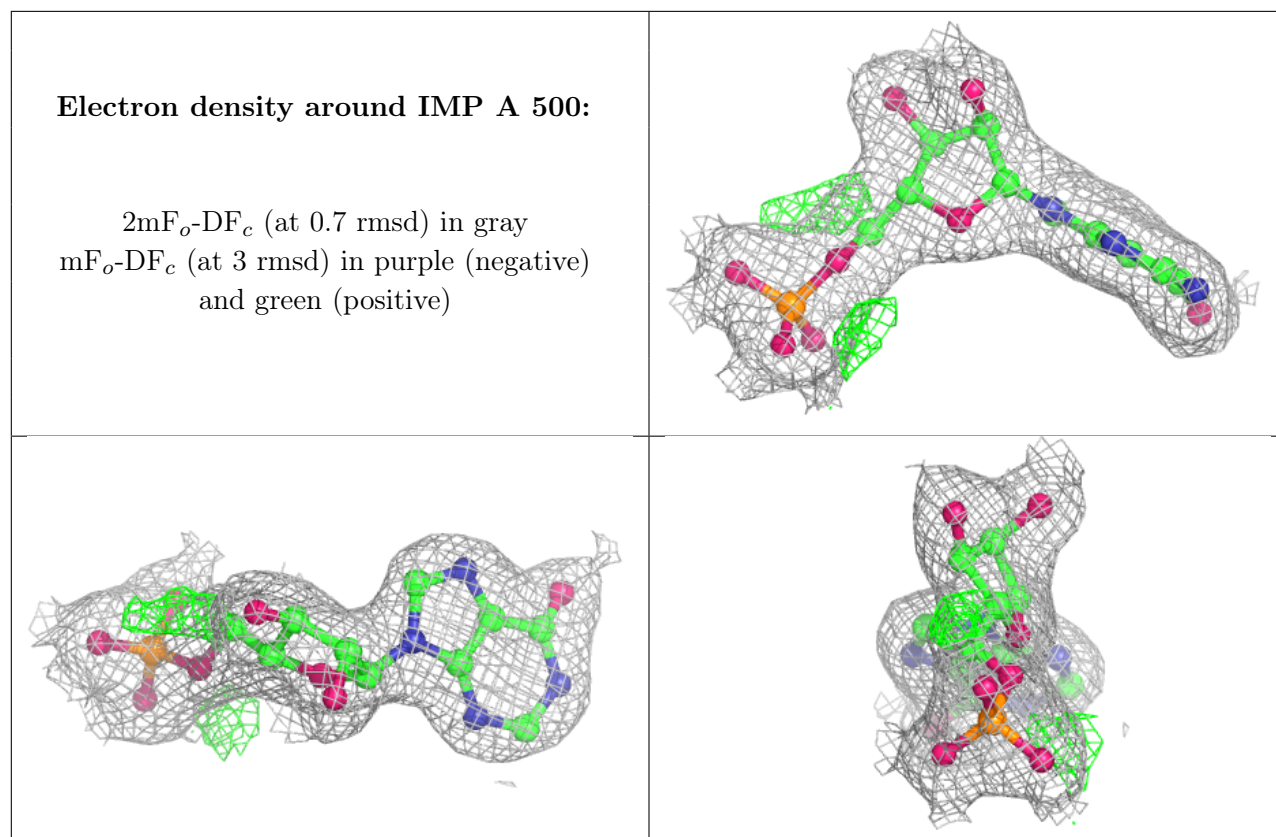 Electron density around IMP A 500:
2mFo-DFc (at 0.7 rmsd) in gray
mFo-DFc (at 3 rmsd) in purple (negative)
and green (positive)